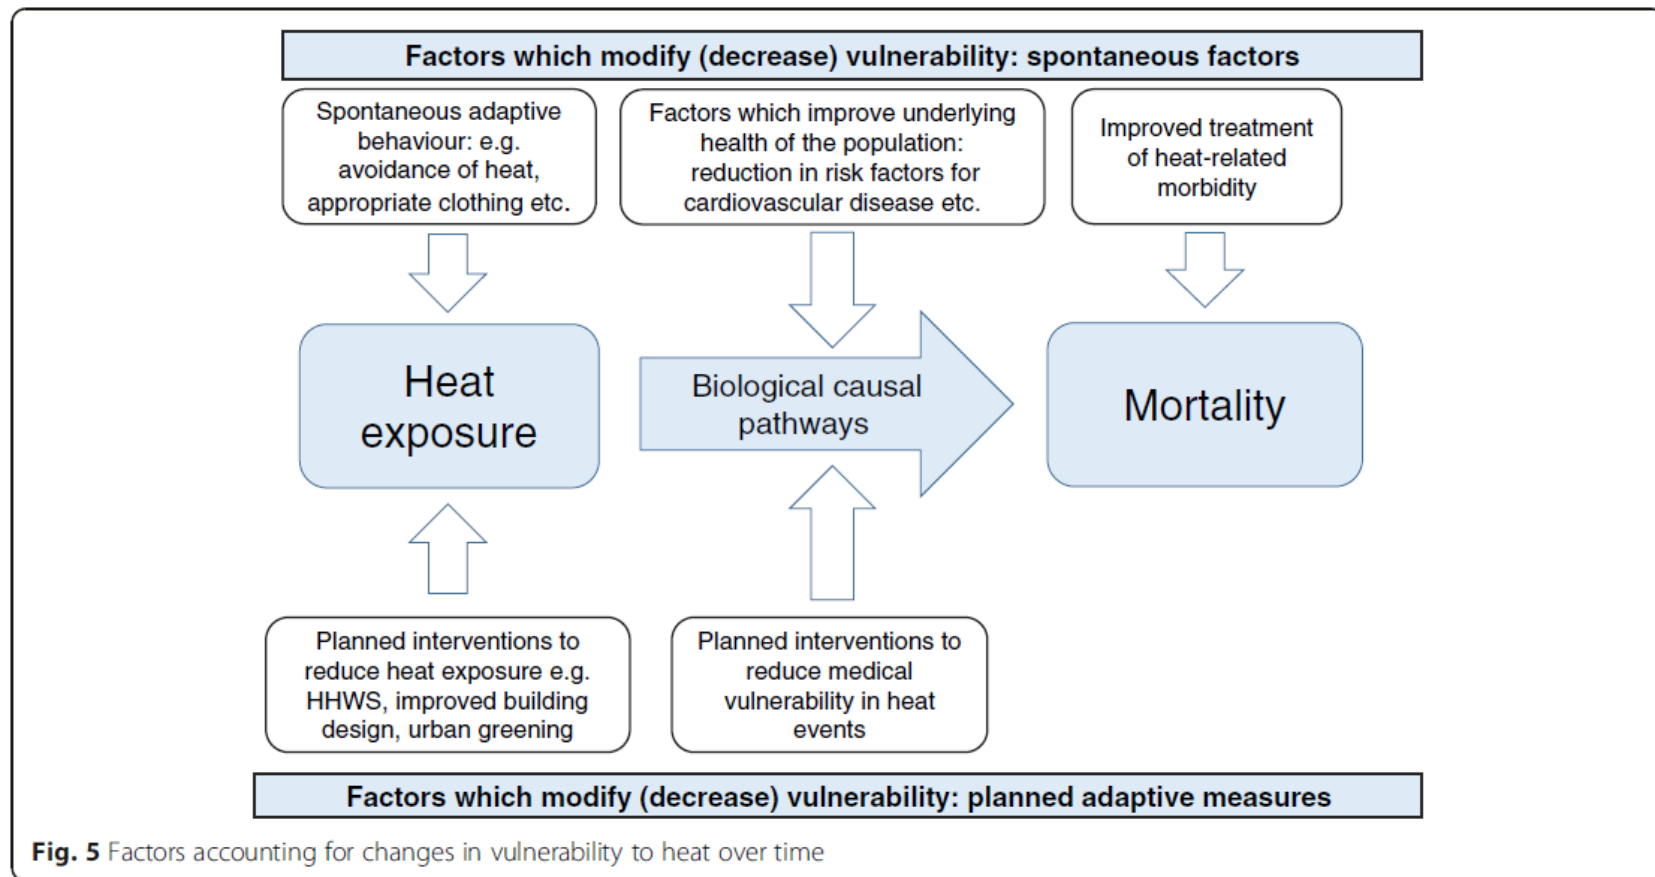 Factors which modify (decrease) vulnerability: spontaneous factors
Spontaneous adaptive
behaviour: e.g.
avoidance of heat,
appropriate clothing etc.
Factors which improve underlying
health of the population:
reduction in risk factors for
cardiovascular disease etc.
Improved treatment
of heat-related
morbidity
Heat
exposure
Biological causal
pathways
Mortality
Planned interventions to
reduce heat exposure e.g.
HHWS, improved building
design, urban greening
Planned interventions to
reduce medical
vulnerability in heat
events
Factors which modify (decrease) vulnerability: planned adaptive measures
Fig. 5 Factors accounting for changes in vulnerability to heat over time